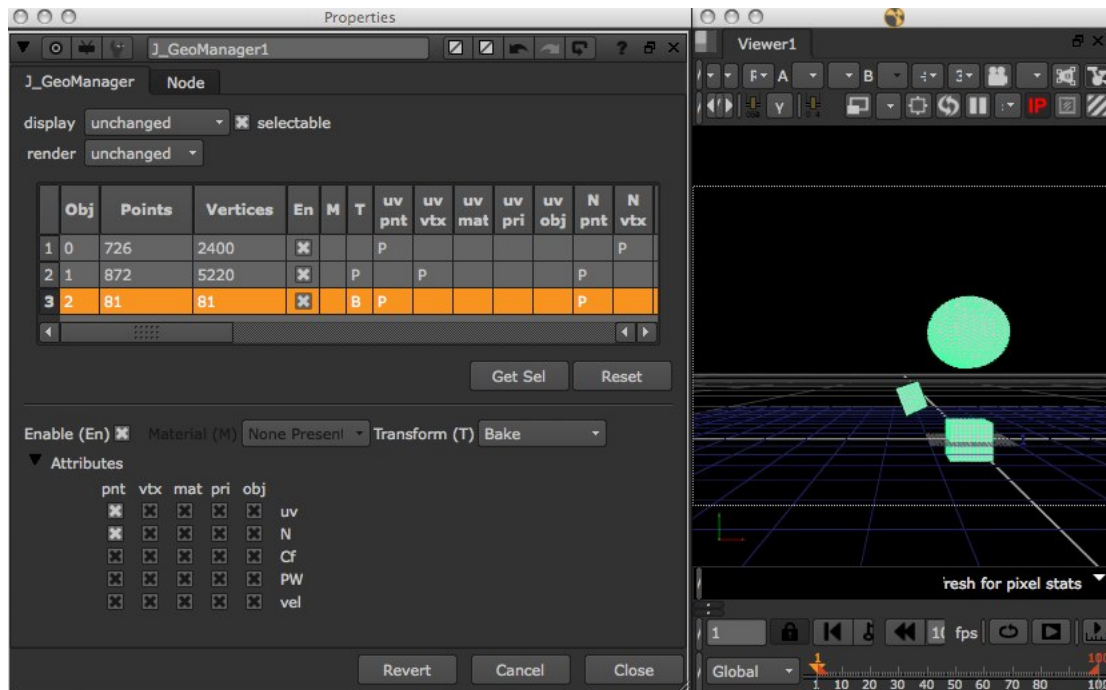 Properties
J_GeoManager1
?
J_GeoManager Node
display unchanged selectable
render unchanged
Obj Points Vertices En M T uv pnt uv vtx uv mat uv pri uv obj N pnt N vtx
1 0 726 2400 P P
2 1 872 5220 P P P
3 2 81 81 B P P
Get Sel Reset
Enable (En) Material (M) None Present Transform (T) Bake
Attributes
pnt vtx mat pri obj
uv
N
Cf
PW
vel
Revert Cancel Close
Viewer1
A B
IP
fresh for pixel stats
1 fps
Global
1 10 20 30 40 50 60 70 80 100